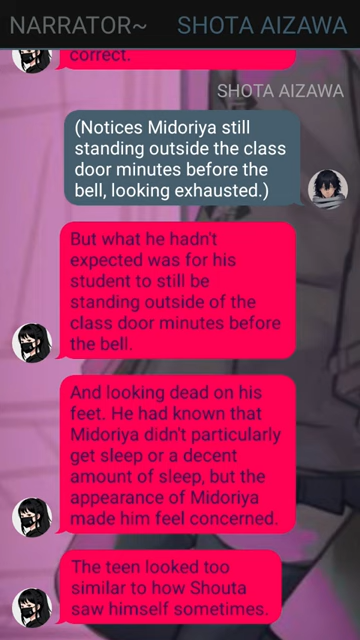 NARRATOR~ SHOTA AIZAWA
correct.
SHOTA AIZAWA
(Notices Midoriya still
standing outside the class
door minutes before the
bell, looking exhausted.)
But what he hadn't
expected was for his
student to still be
standing outside of the
class door minutes before
the bell.
And looking dead on his
feet. He had known that
Midoriya didn't particularly
get sleep or a decent
amount of sleep, but the
appearance of Midoriya
made him feel concerned.
The teen looked too
similar to how Shouta
saw himself sometimes.